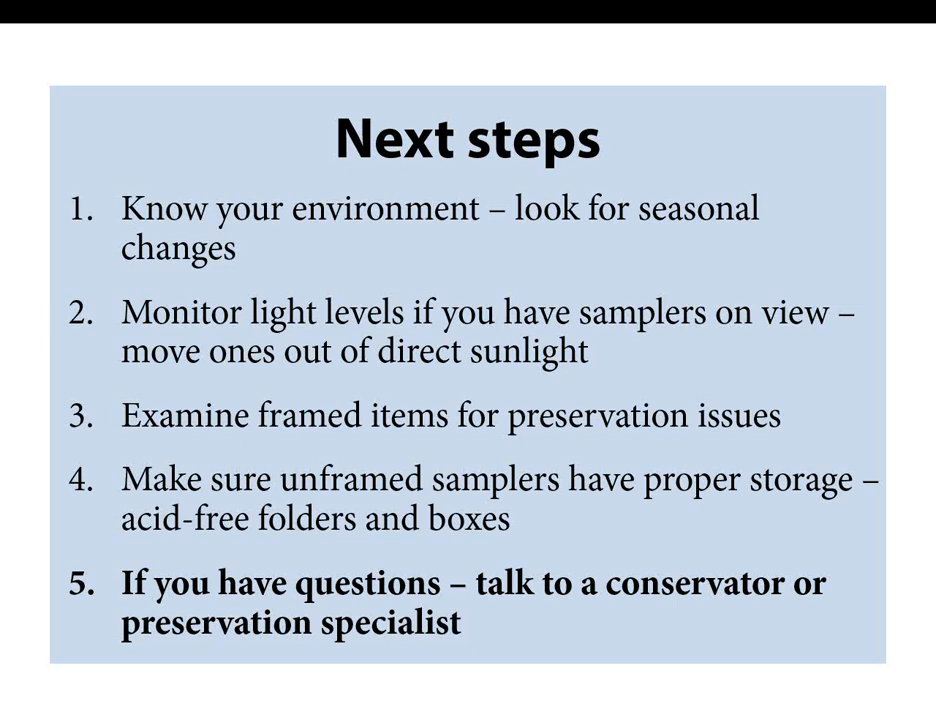 Next steps
1. Know your environment – look for seasonal
changes
2. Monitor light levels if you have samplers on view –
move ones out of direct sunlight
3. Examine framed items for preservation issues
4. Make sure unframed samplers have proper storage –
acid-free folders and boxes
5. If you have questions – talk to a conservator or
preservation specialist